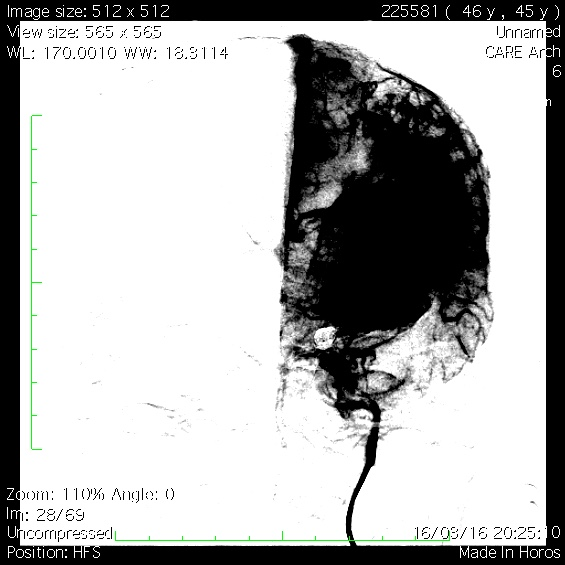 Image size: 512 x 512
View size: 565 x 565
WL: 170.0010 WW: 18.8114
225581 ( 46 y , 45 y )
Unnamed
CARE Arch
6
n
Zoom: 110% Angle: 0
Im: 28/69
Uncompressed
Position: HFS
16/08/16 20:25:10
Made In Horos